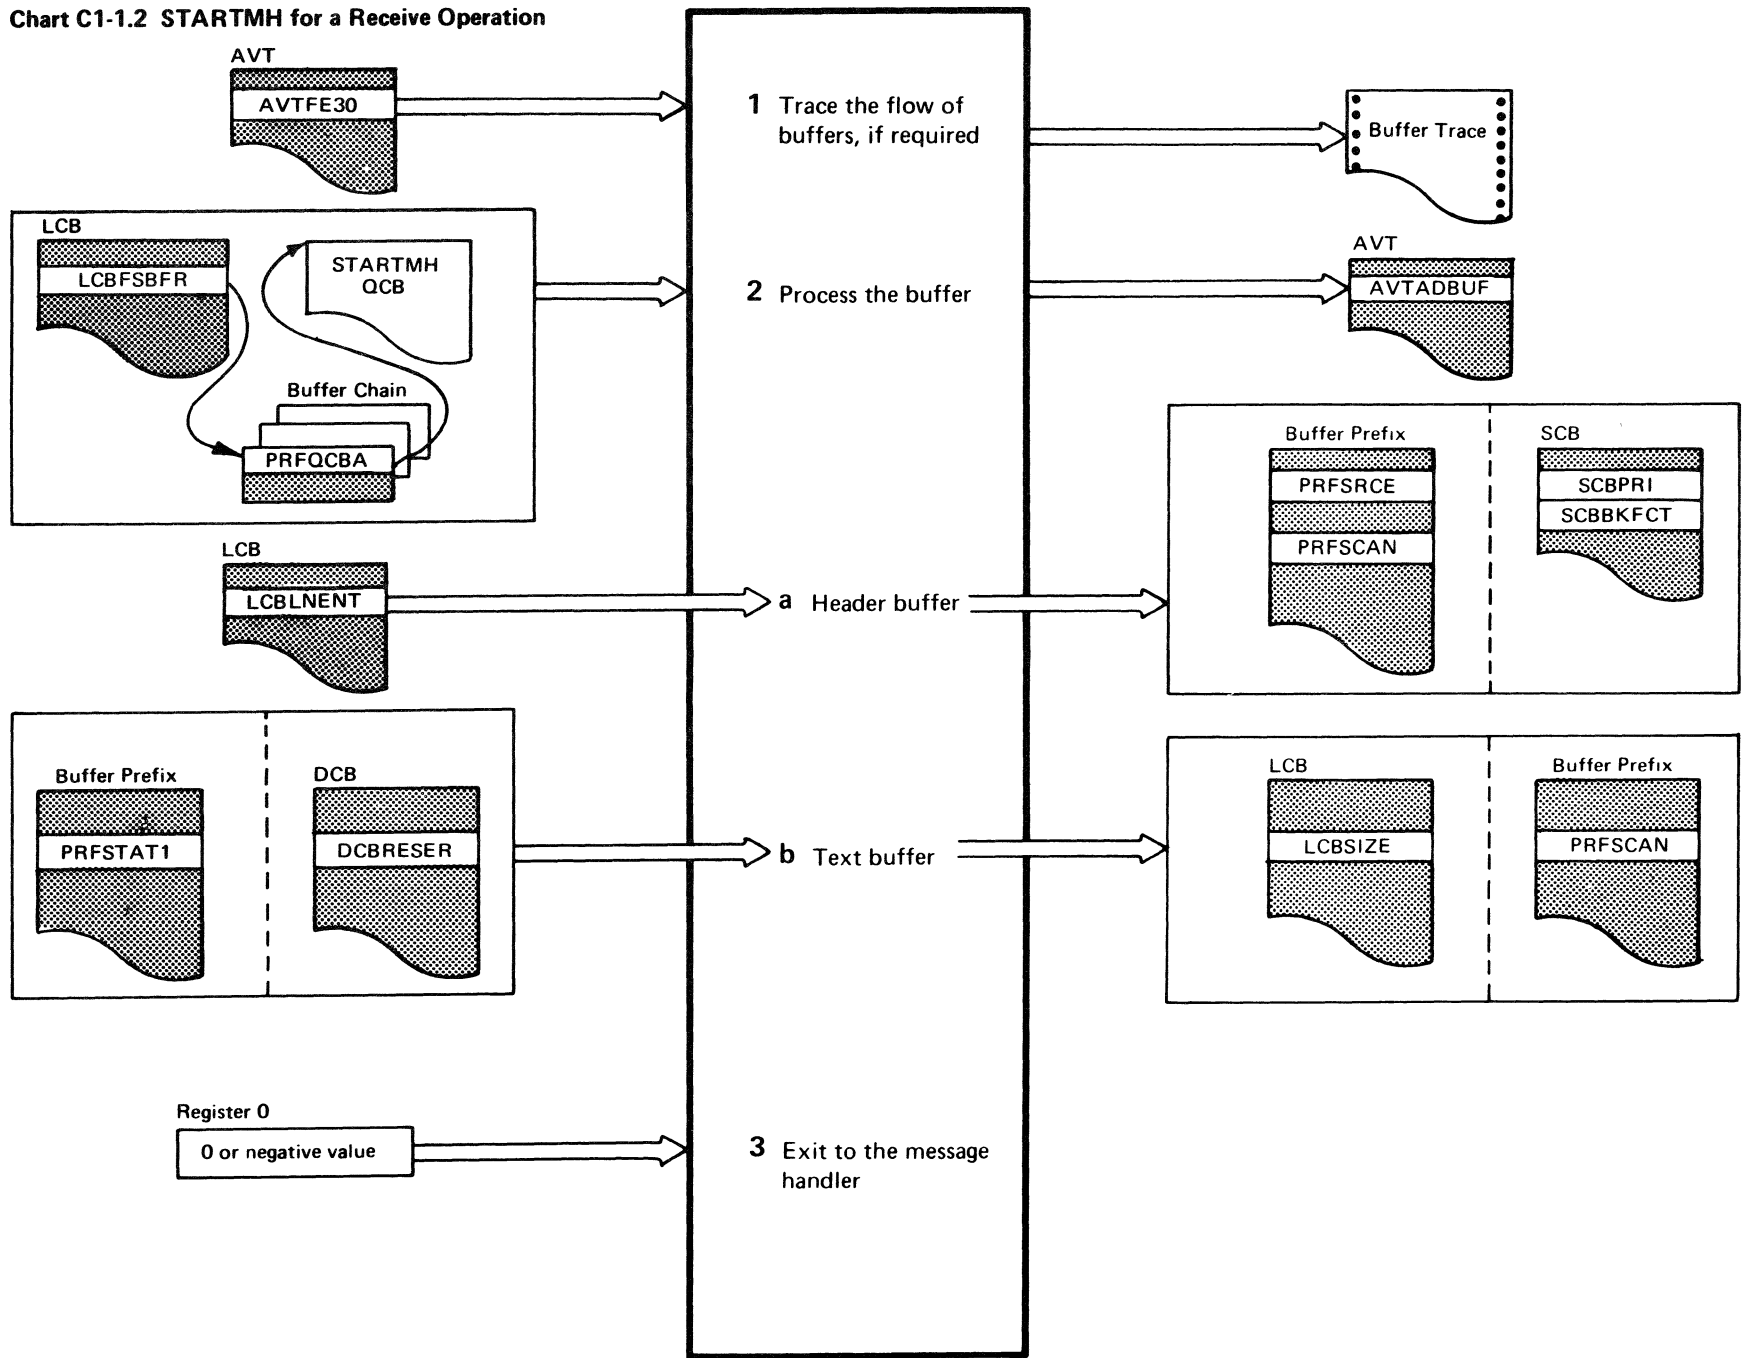 Chart C1-1.2 STARTMH for a Receive Operation
AVT
AVTFE30
1 Trace the flow of
buffers, if required
Buffer Trace
LCB
LCBFSBFR
STARTMH
QCB
Buffer Chain
PRFQCBA
2 Process the buffer
AVT
AVTADBUF
LCB
LCBLNENT
a Header buffer
Buffer Prefix
PRFSRCE
PRFSCAN
SCB
SCBPRI
SCBBKFCT
Buffer Prefix
PRFSTAT1
DCB
DCBRESER
b Text buffer
LCB
LCBSIZE
Buffer Prefix
PRFSCAN
Register 0
0 or negative value
3 Exit to the message
handler